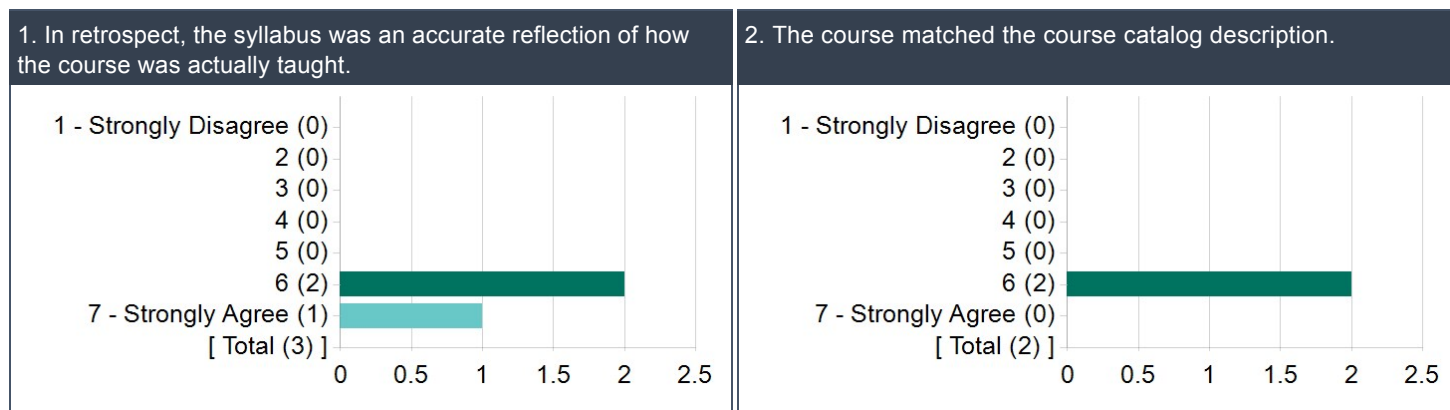 1. In retrospect, the syllabus was an accurate reflection of how
the course was actually taught.
1 - Strongly Disagree (0)
2 (0)
3 (0)
4 (0)
5 (0)
6 (2)
7 - Strongly Agree (1)
[ Total (3) ]
0 0.5 1 1.5 2 2.5
2. The course matched the course catalog description.
1 - Strongly Disagree (0)
2 (0)
3 (0)
4 (0)
5 (0)
6 (2)
7 - Strongly Agree (0)
[ Total (2) ]
0 0.5 1 1.5 2 2.5